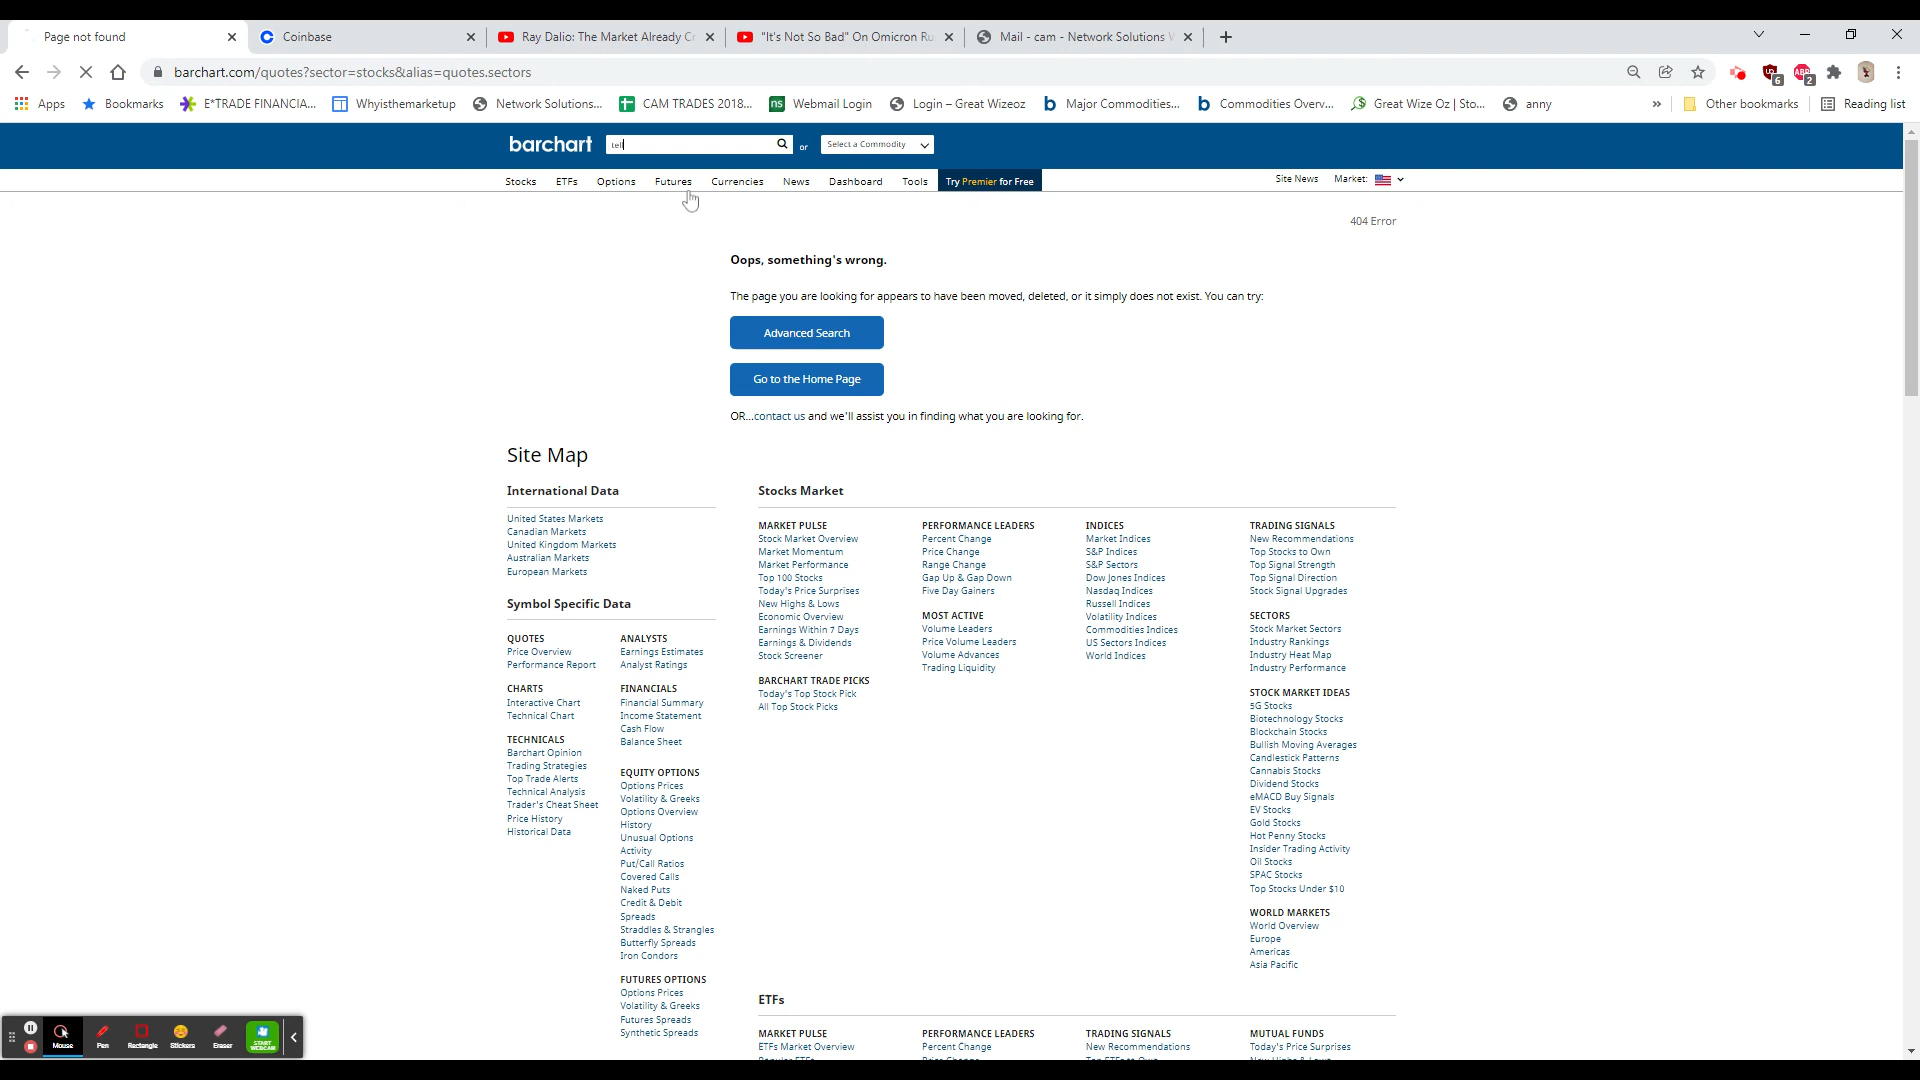 Page not found
Coinbase
Ray Dalio: The Market Already Cr
"It's Not So Bad" On Omicron Ru
Mail - cam - Network Solutions W
barchart.com/quotes?sector=stocks&alias=quotes.sectors
6
2
Apps
Bookmarks
E*TRADE FINANCIA...
Whyisthemarketup
Network Solutions...
CAM TRADES 2018...
Webmail Login
Login – Great Wizeoz
Major Commodities...
Commodities Overv...
Great Wize Oz | Sto...
anny
»
Other bookmarks
Reading list
barchart
tell
or
Select a Commodity
Stocks
ETFs
Options
Futures
Currencies
News
Dashboard
Tools
Try Premier for Free
Site News
Market:
404 Error
Oops, something's wrong.
The page you are looking for appears to have been moved, deleted, or it simply does not exist. You can try:
Advanced Search
Go to the Home Page
OR...contact us and we'll assist you in finding what you are looking for.
Site Map
International Data
United States Markets
Canadian Markets
United Kingdom Markets
Australian Markets
European Markets
Symbol Specific Data
QUOTES
Price Overview
Performance Report
CHARTS
Interactive Chart
Technical Chart
TECHNICALS
Barchart Opinion
Trading Strategies
Top Trade Alerts
Technical Analysis
Trader's Cheat Sheet
Price History
Historical Data
ANALYSTS
Earnings Estimates
Analyst Ratings
FINANCIALS
Financial Summary
Income Statement
Cash Flow
Balance Sheet
EQUITY OPTIONS
Options Prices
Volatility & Greeks
Options Overview
History
Unusual Options
Activity
Put/Call Ratios
Covered Calls
Naked Puts
Credit & Debit
Spreads
Straddles & Strangles
Butterfly Spreads
Iron Condors
FUTURES OPTIONS
Options Prices
Volatility & Greeks
Futures Spreads
Synthetic Spreads
Stocks Market
MARKET PULSE
Stock Market Overview
Market Momentum
Market Performance
Top 100 Stocks
Today's Price Surprises
New Highs & Lows
Economic Overview
Earnings Within 7 Days
Earnings & Dividends
Stock Screener
BARCHART TRADE PICKS
Today's Top Stock Pick
All Top Stock Picks
PERFORMANCE LEADERS
Percent Change
Price Change
Range Change
Gap Up & Gap Down
Five Day Gainers
MOST ACTIVE
Volume Leaders
Price Volume Leaders
Volume Advances
Trading Liquidity
INDICES
Market Indices
S&P Indices
S&P Sectors
Dow Jones Indices
Nasdaq Indices
Russell Indices
Volatility Indices
Commodities Indices
US Sectors Indices
World Indices
TRADING SIGNALS
New Recommendations
Top Stocks to Own
Top Signal Strength
Top Signal Direction
Stock Signal Upgrades
SECTORS
Stock Market Sectors
Industry Rankings
Industry Heat Map
Industry Performance
STOCK MARKET IDEAS
5G Stocks
Biotechnology Stocks
Blockchain Stocks
Bullish Moving Averages
Candlestick Patterns
Cannabis Stocks
Dividend Stocks
eMACD Buy Signals
EV Stocks
Gold Stocks
Hot Penny Stocks
Insider Trading Activity
Oil Stocks
SPAC Stocks
Top Stocks Under $10
WORLD MARKETS
World Overview
Europe
Americas
Asia Pacific
ETFs
MARKET PULSE
ETFs Market Overview
Popular ETFs
PERFORMANCE LEADERS
Percent Change
Price Change
TRADING SIGNALS
New Recommendations
Top ETFs to Own
MUTUAL FUNDS
Today's Price Surprises
New Highs & Lows
Mouse
Pen
Rectangle
Stickers
Eraser
START
WEBCAM